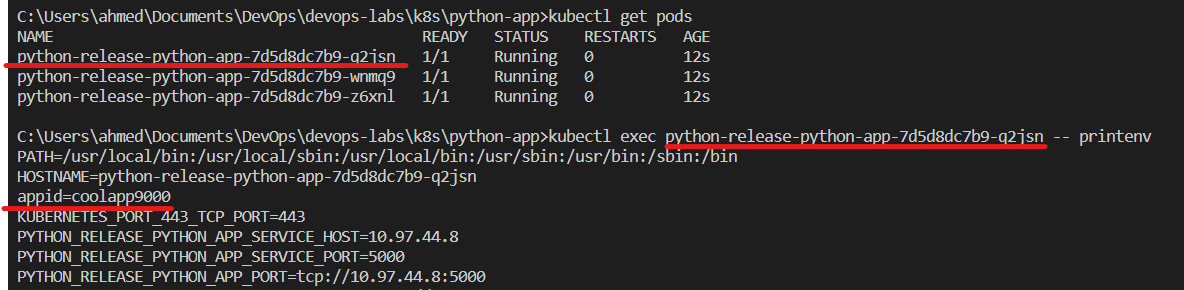 C:\Users\ahmed\Documents\DevOps\devops-labs\k8s\python-app>kubectl get pods
NAME READY STATUS RESTARTS AGE
python-release-python-app-7d5d8dc7b9-q2jsn 1/1 Running 0 12s
python-release-python-app-7d5d8dc7b9-wnmq9 1/1 Running 0 12s
python-release-python-app-7d5d8dc7b9-z6xnl 1/1 Running 0 12s
C:\Users\ahmed\Documents\DevOps\devops-labs\k8s\python-app>kubectl exec python-release-python-app-7d5d8dc7b9-q2jsn -- printenv
PATH=/usr/local/bin:/usr/local/sbin:/usr/local/bin:/usr/sbin:/usr/bin:/sbin:/bin
HOSTNAME=python-release-python-app-7d5d8dc7b9-q2jsn
appid=coolapp9000
KUBERNETES_PORT_443_TCP_PORT=443
PYTHON_RELEASE_PYTHON_APP_SERVICE_HOST=10.97.44.8
PYTHON_RELEASE_PYTHON_APP_SERVICE_PORT=5000
PYTHON_RELEASE_PYTHON_APP_PORT=tcp://10.97.44.8:5000